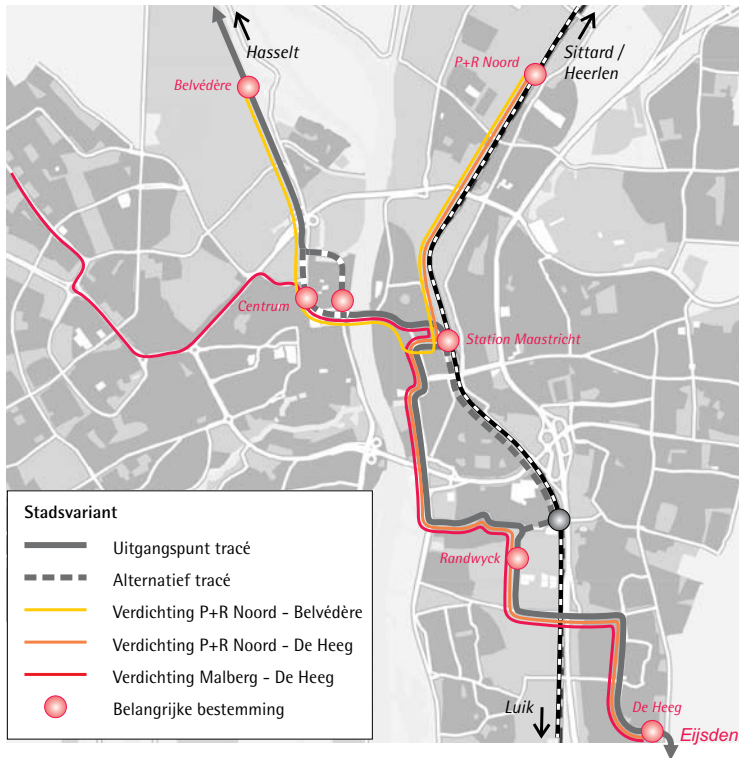 Hasselt
Sittard /
Heerlen
P+R Noord
Belvédère
Centrum
Station Maastricht
Randwyck
De Heeg
Eijsden
Luik
Stadsvariant
Uitgangspunt tracé
Alternatief tracé
Verdichting P+R Noord - Belvédère
Verdichting P+R Noord - De Heeg
Verdichting Malberg - De Heeg
Belangrijke bestemming